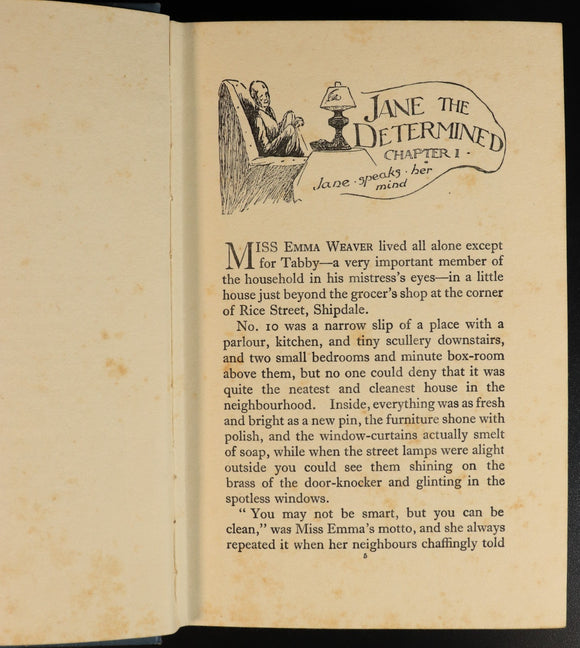 JANE THE
DETERMINED
CHAPTER I.
Jane · speaks · her
mind
MISS EMMA WEAVER lived all alone except
for Tabby—a very important member of
the household in his mistress's eyes—in a little
house just beyond the grocer's shop at the corner
of Rice Street, Shipdale.
No. 10 was a narrow slip of a place with a
parlour, kitchen, and tiny scullery downstairs,
and two small bedrooms and minute box-room
above them, but no one could deny that it was
quite the neatest and cleanest house in the
neighbourhood. Inside, everything was as fresh
and bright as a new pin, the furniture shone with
polish, and the window-curtains actually smelt
of soap, while when the street lamps were alight
outside you could see them shining on the
brass of the door-knocker and glinting in the
spotless windows.
“ You may not be smart, but you can be
clean,” was Miss Emma's motto, and she always
repeated it when her neighbours chaffingly told
5